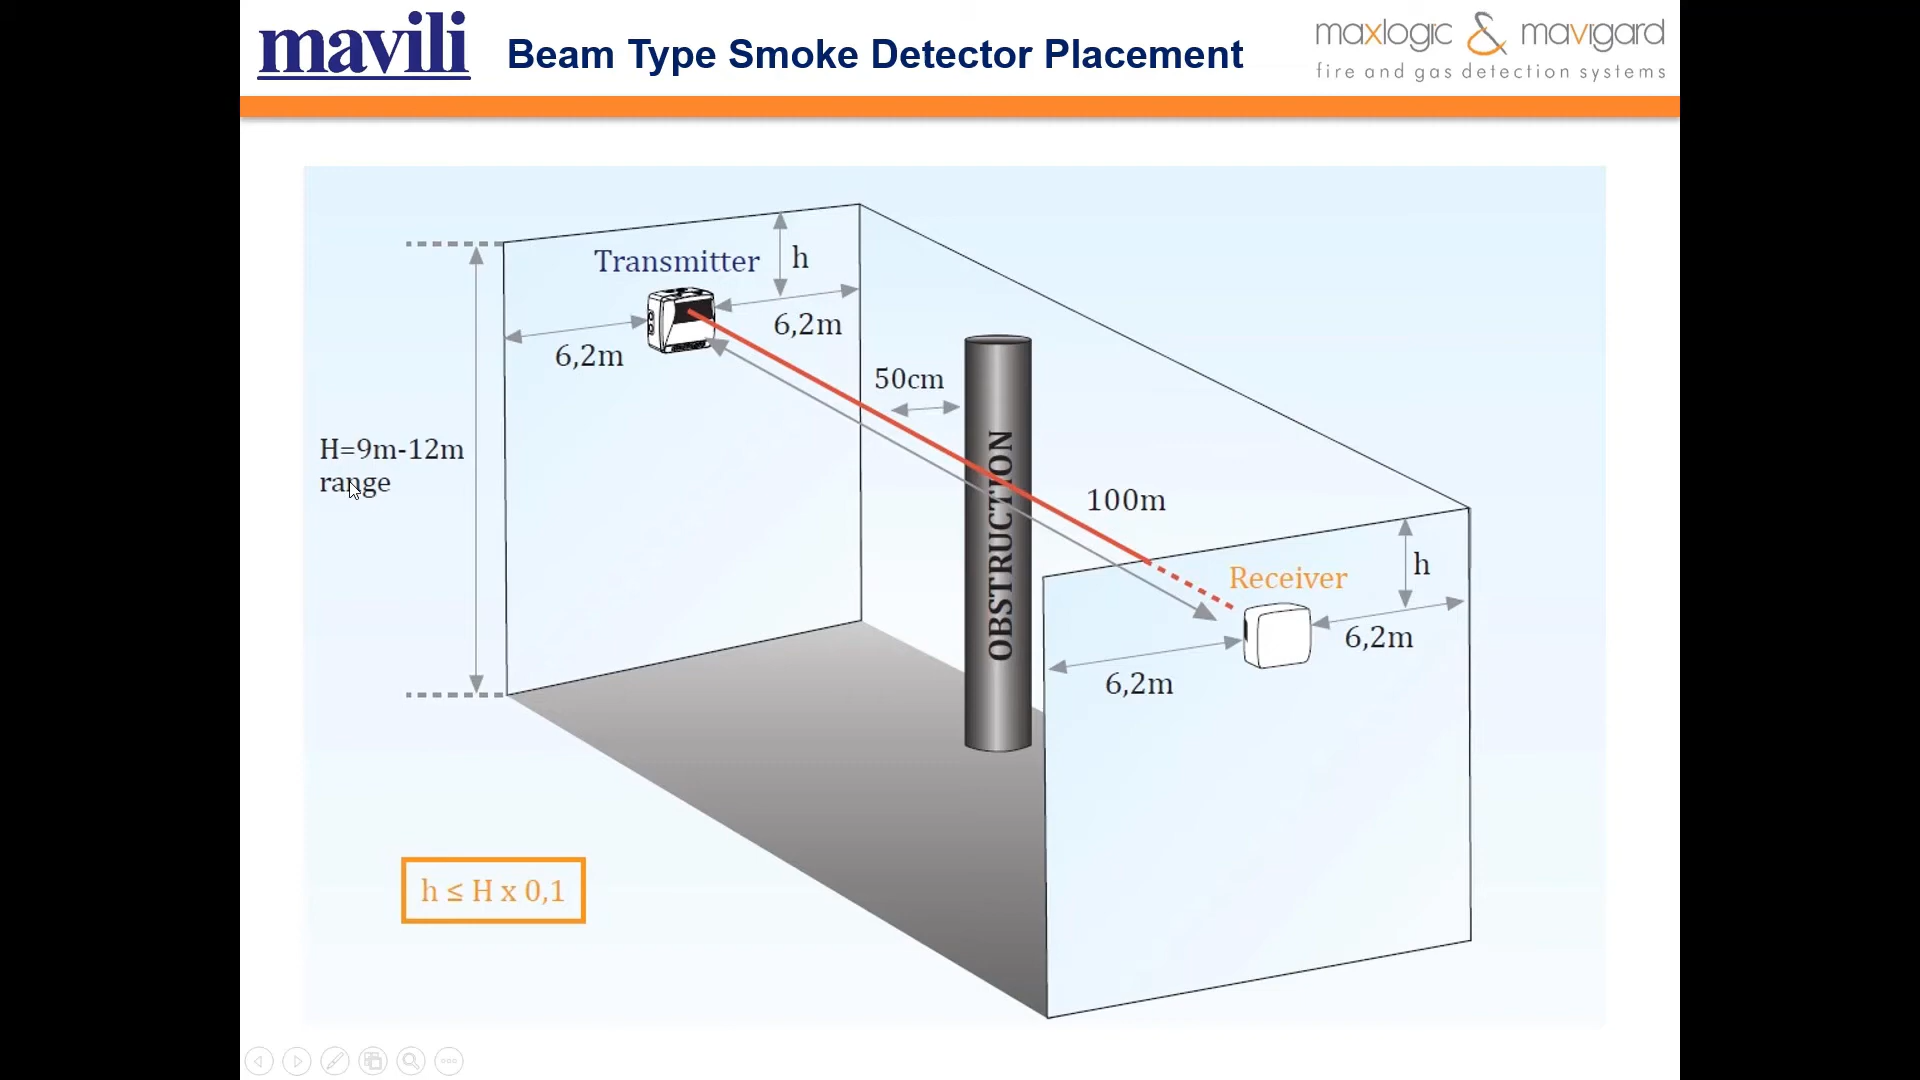 mavili
Beam Type Smoke Detector Placement
maxlogic & mavigard
fire and gas detection systems
Transmitter
h
6,2m
6,2m
50cm
H=9m-12m
range
OBSTRUCTION
100m
h
Receiver
6,2m
6,2m
h ≤ H x 0,1